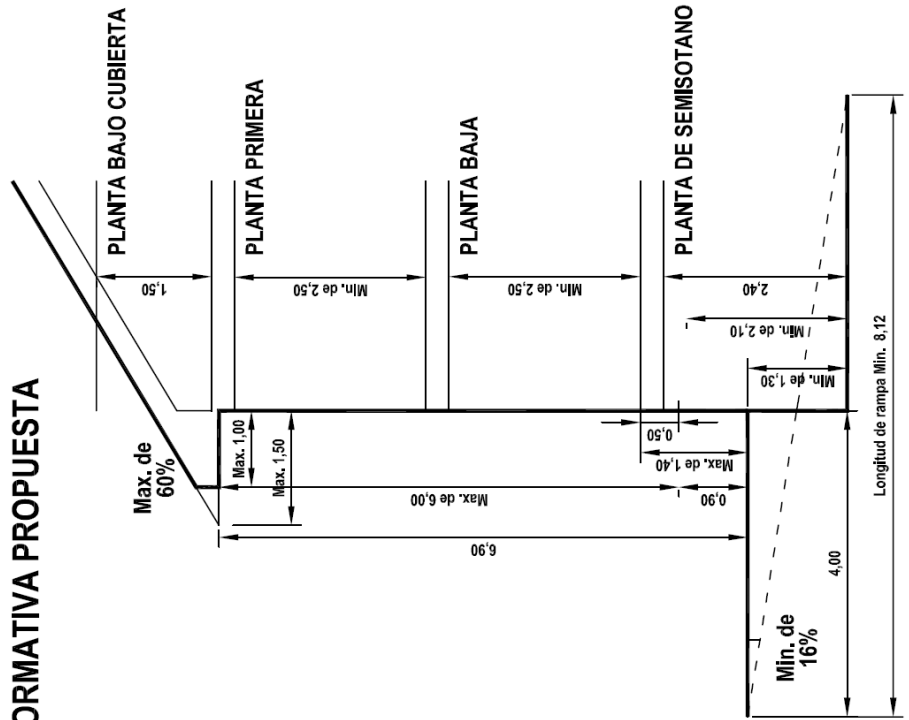 ORMATIVA PROPUESTA
PLANTA BAJO CUBIERTA
PLANTA PRIMERA
PLANTA BAJA
PLANTA DE SEMISOTANO
Max. de
60%
1,50
Min. de 2,50
Min. de 2,50
2,40
Min. de 2,10
Min. de 1,30
Max. 1,00
Max. 1,50
Max. de 6,00
0,50
Max. de 1,40
0,90
6,90
4,00
Min. de
16%
Longitud de rampa Min. 8,12